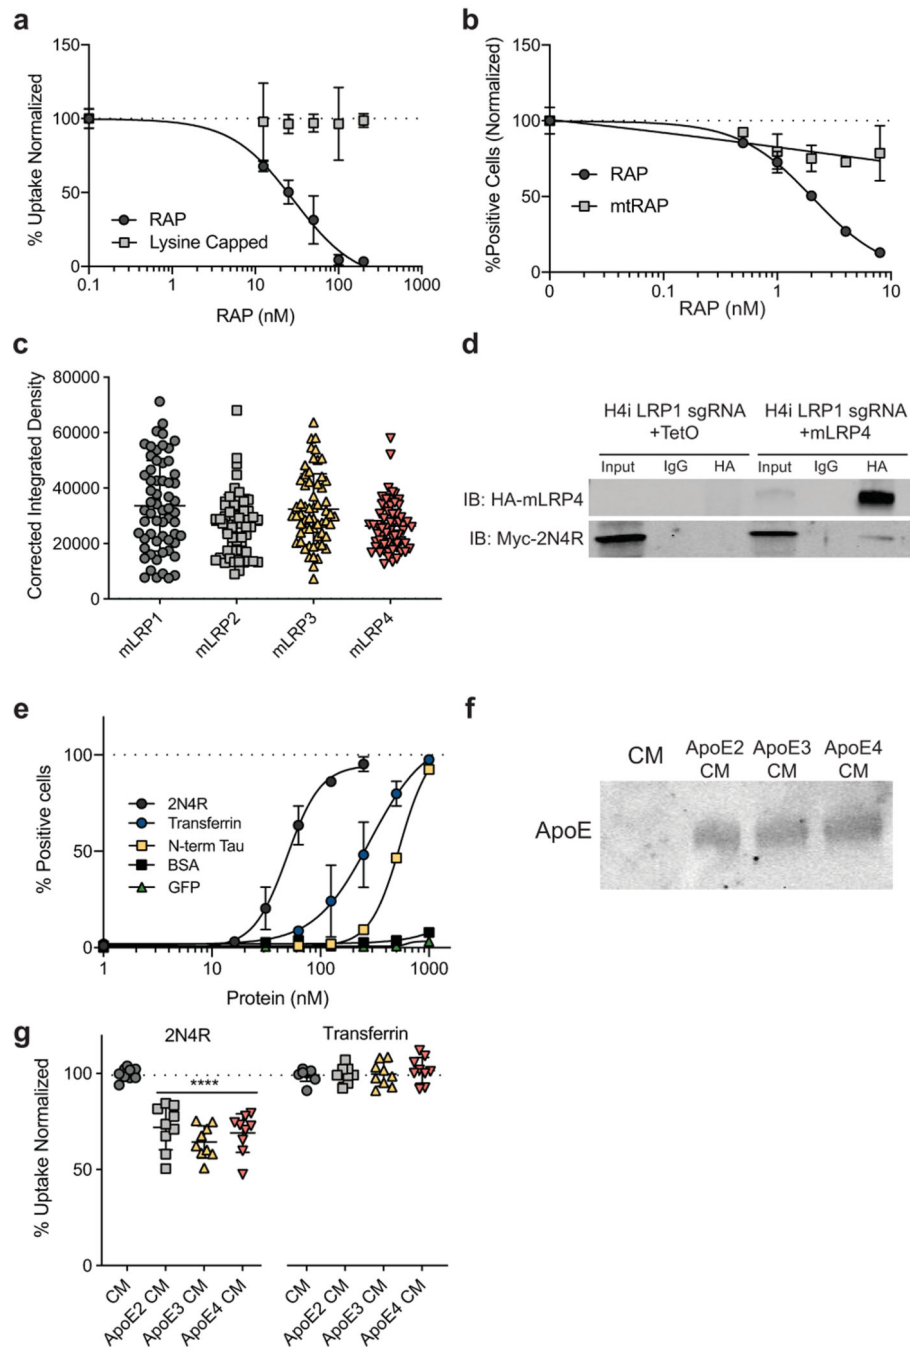 a
150
100
50
0
% Uptake Normalized
RAP
Lysine Capped
0.1 1 10 100 1000
RAP (nM)
b
150
100
50
0
%Positive Cells (Normalized)
RAP
mtRAP
0 0.1 1 10
RAP (nM)
c
80000
60000
40000
20000
0
Corrected Integrated Density
mLRP1 mLRP2 mLRP3 mLRP4
d
H4i LRP1 sgRNA H4i LRP1 sgRNA
+TetO +mLRP4
Input IgG HA Input IgG HA
IB: HA-mLRP4
IB: Myc-2N4R
e
100
50
0
% Positive cells
2N4R
Transferrin
N-term Tau
BSA
GFP
1 10 100 1000
Protein (nM)
f
CM ApoE2 ApoE3 ApoE4
CM CM CM
ApoE
g
2N4R Transferrin
100
50
0
% Uptake Normalized
****
CM ApoE2 CM ApoE3 CM ApoE4 CM CM ApoE2 CM ApoE3 CM ApoE4 CM